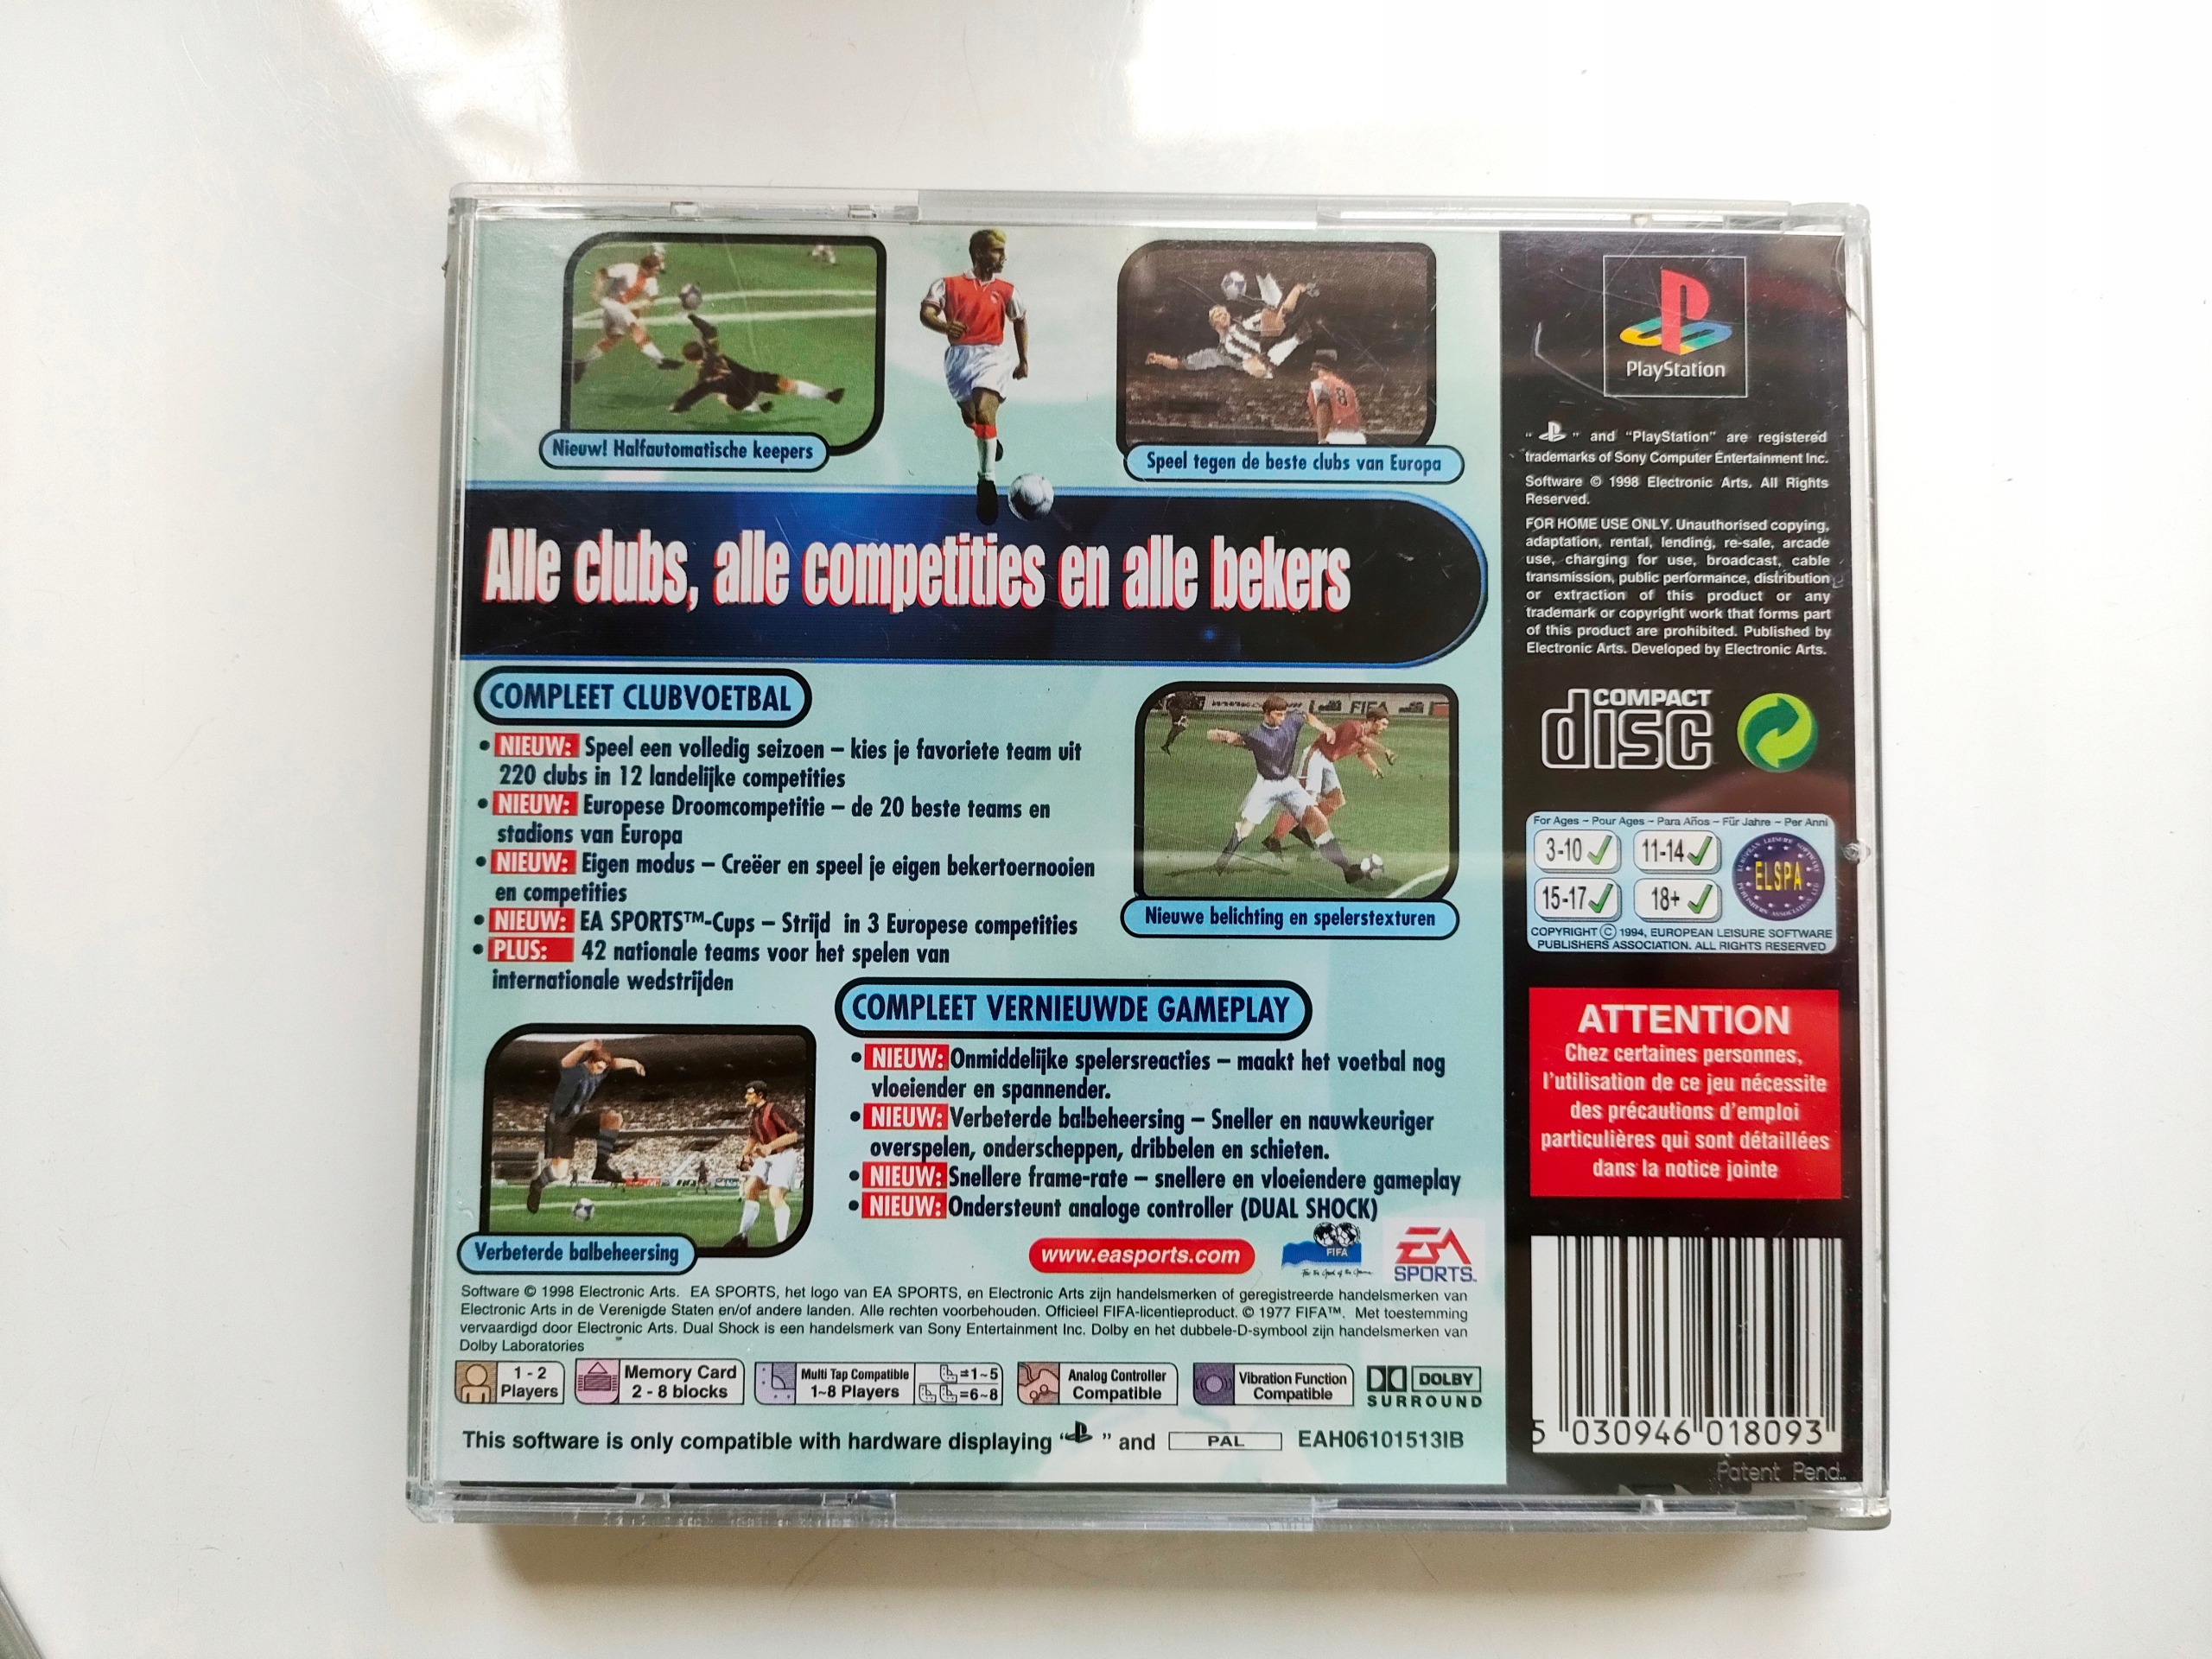 Nieuw! Halfautomatische keepers
Speel tegen de beste clubs van Europa
8
Alle clubs, alle competities en alle bekers
COMPLEET CLUBVOETBAL
• NIEUW: Speel een volledig seizoen – kies je favoriete team uit
220 clubs in 12 landelijke competities
• NIEUW: Europese Droomcompetitie – de 20 beste teams en
stadions van Europa
• NIEUW: Eigen modus – Creëer en speel je eigen bekertoernooien
en competities
• NIEUW: EA SPORTS™-Cups – Strijd in 3 Europese competities
• PLUS: 42 nationale teams voor het spelen van
internationale wedstrijden
FIFA
Nieuwe belichting en spelerstexturen
COMPLEET VERNIEUWDE GAMEPLAY
• NIEUW: Onmiddelijke spelersreacties – maakt het voetbal nog
vloeiender en spannender.
• NIEUW: Verbeterde balbeheersing – Sneller en nauwkeuriger
overspelen, onderscheppen, dribbelen en schieten.
• NIEUW: Snellere frame-rate – snellere en vloeiendere gameplay
• NIEUW: Ondersteunt analoge controller (DUAL SHOCK)
Verbeterde balbeheersing
www.easports.com
FIFA
For the Good of the Game
EA
SPORTS™
Software © 1998 Electronic Arts. EA SPORTS, het logo van EA SPORTS, en Electronic Arts zijn handelsmerken of geregistreerde handelsmerken van
Electronic Arts in de Verenigde Staten en/of andere landen. Alle rechten voorbehouden. Officieel FIFA-licentieproduct. © 1977 FIFA™. Met toestemming
vervaardigd door Electronic Arts. Dual Shock is een handelsmerk van Sony Entertainment Inc. Dolby en het dubbele-D-symbool zijn handelsmerken van
Dolby Laboratories
1 - 2
Players
Memory Card
2 - 8 blocks
Multi Tap Compatible
1~8 Players
=1~5
=6~8
Analog Controller
Compatible
Vibration Function
Compatible
DOLBY
SURROUND
This software is only compatible with hardware displaying " " and PAL EAH06101513IB
PlayStation
" " and "PlayStation" are registered
trademarks of Sony Computer Entertainment Inc.
Software © 1998 Electronic Arts. All Rights
Reserved.
FOR HOME USE ONLY. Unauthorised copying,
adaptation, rental, lending, re-sale, arcade
use, charging for use, broadcast, cable
transmission, public performance, distribution
or extraction of this product or any
trademark or copyright work that forms part
of this product are prohibited. Published by
Electronic Arts. Developed by Electronic Arts.
COMPACT
disc
For Ages ~ Pour Ages ~ Para Años ~ Für Jahre ~ Per Anni
3-10 11-14
15-17 18+
ELSPA
COPYRIGHT © 1994, EUROPEAN LEISURE SOFTWARE
PUBLISHERS ASSOCIATION. ALL RIGHTS RESERVED
ATTENTION
Chez certaines personnes,
l'utilisation de ce jeu nécessite
des précautions d'emploi
particulières qui sont détaillées
dans la notice jointe
5 030946 018093
Patent Pend.